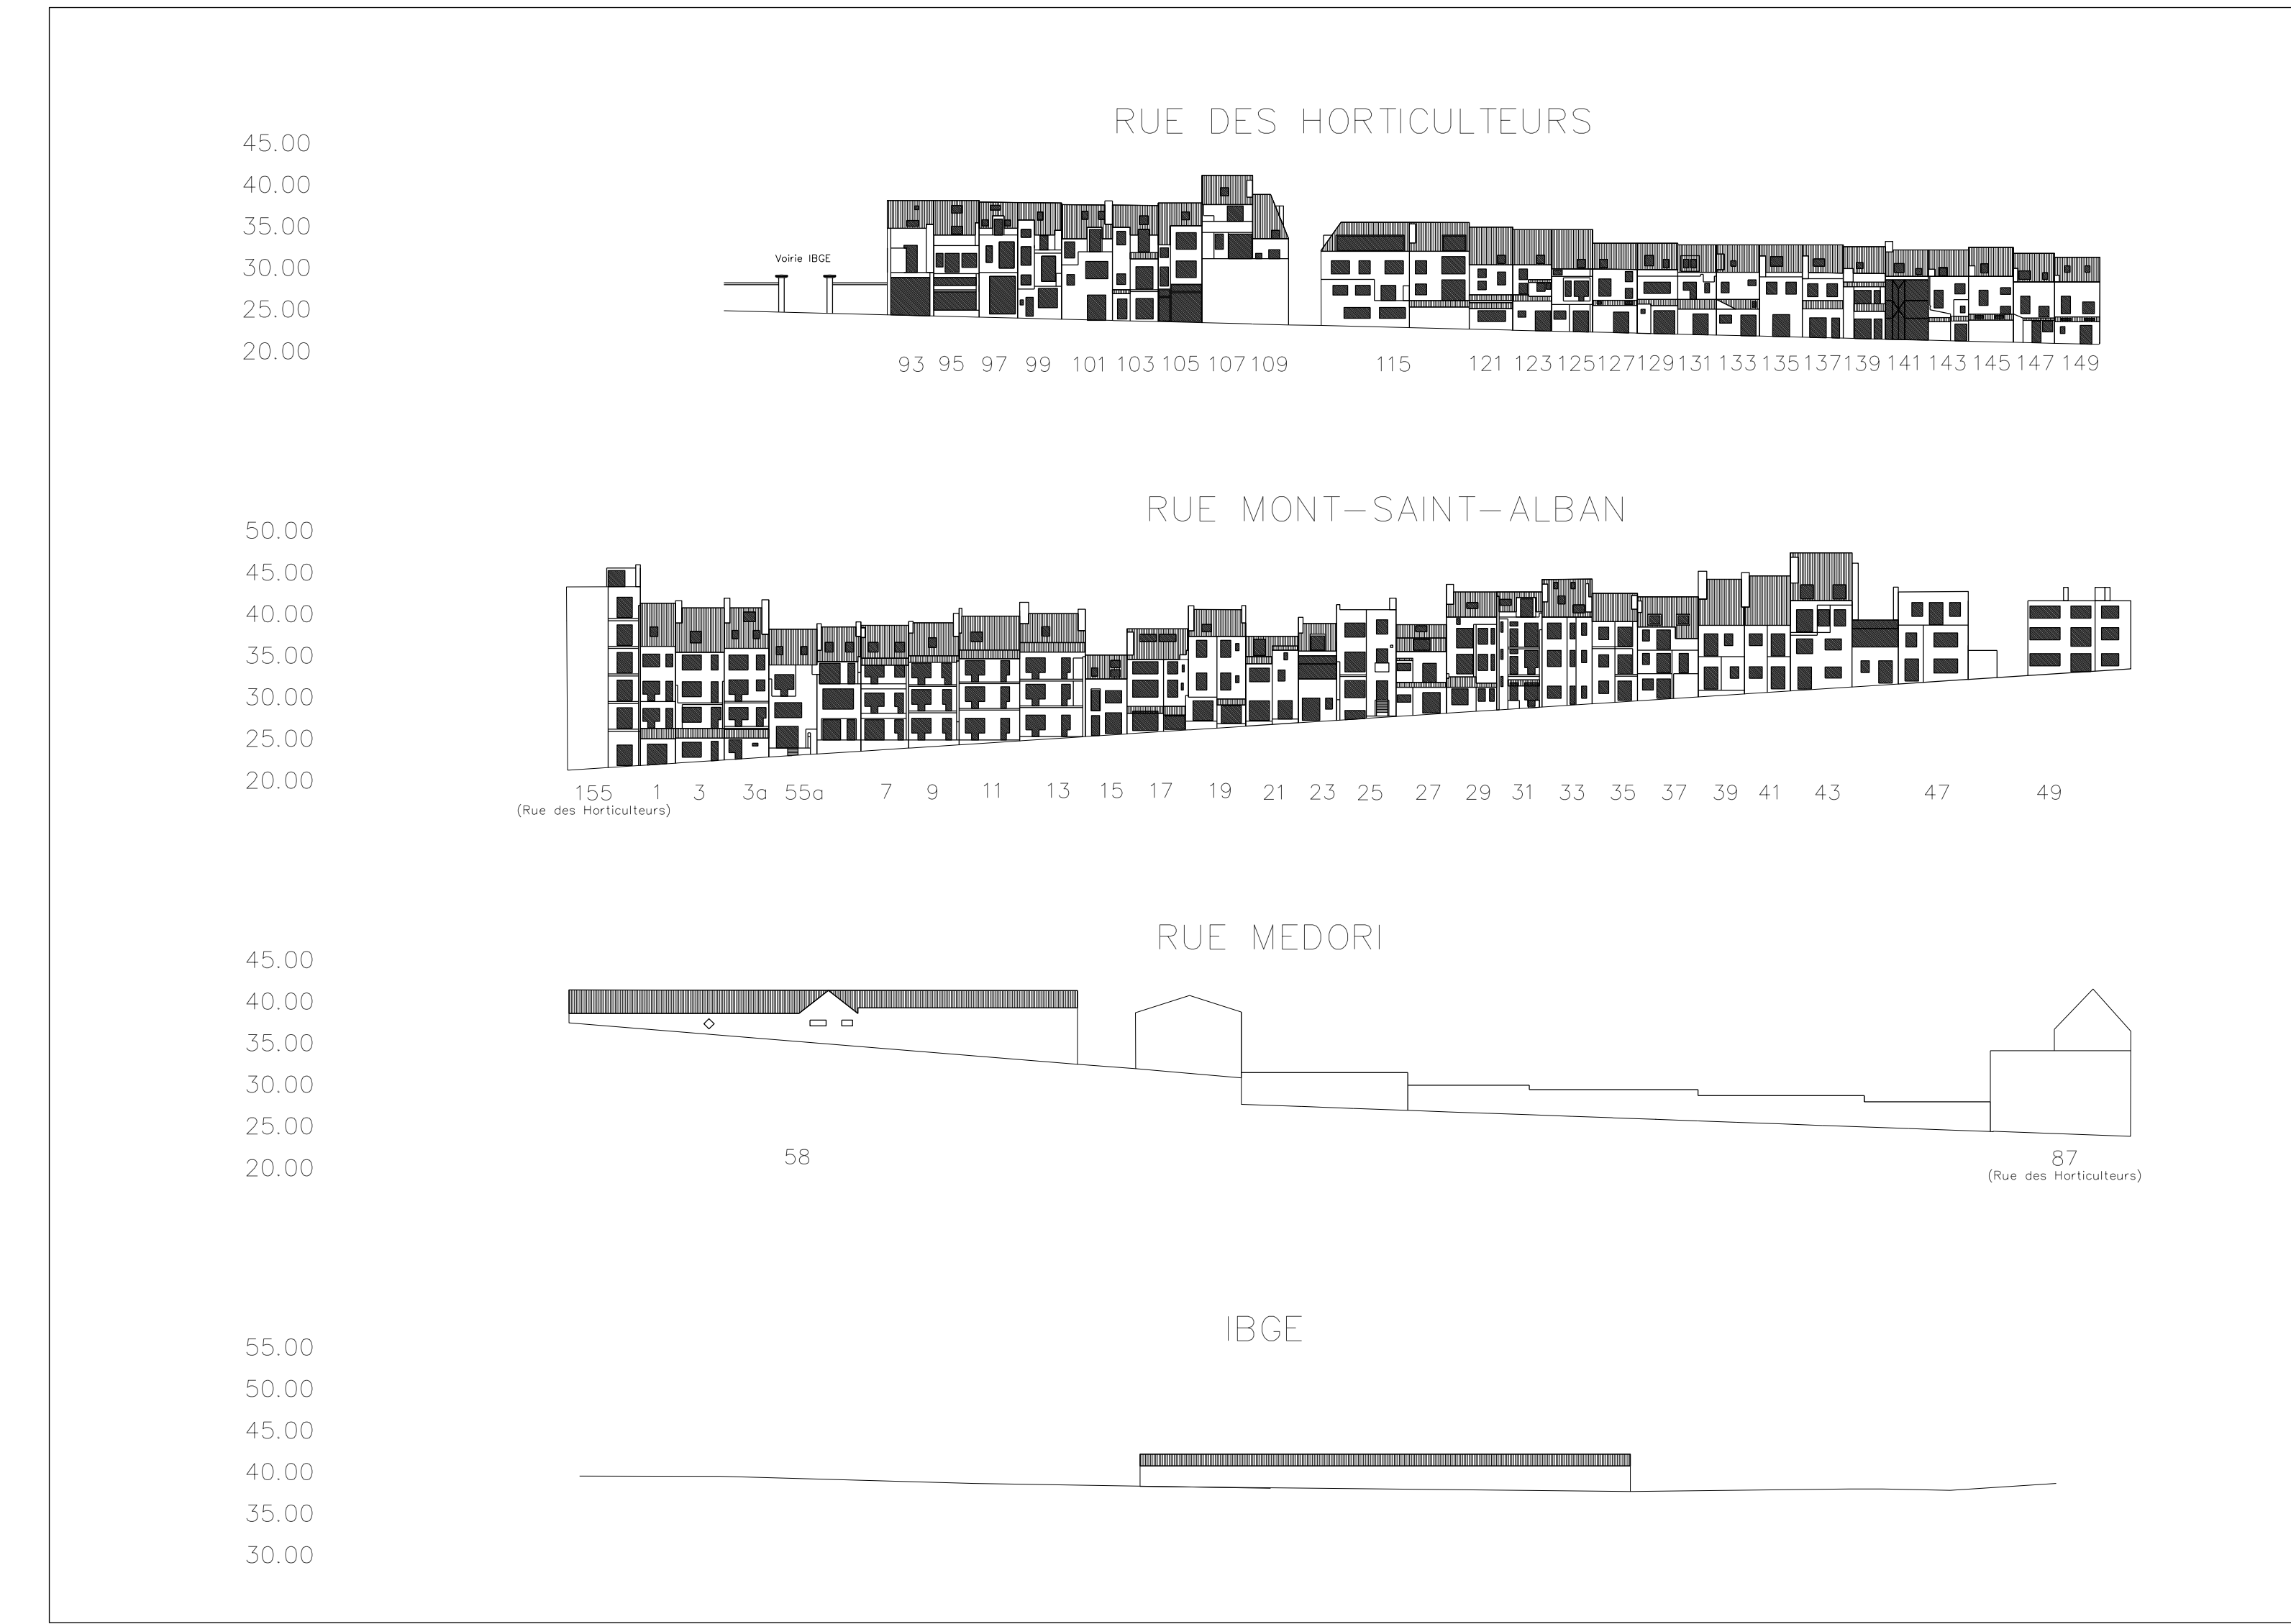 RUE DES HORTICULTEURS
45.00
40.00
35.00
30.00
25.00
20.00
Voirie IBGE
93 95 97 99 101 103 105 107 109 115 121 123 125 127 129 131 133 135 137 139 141 143 145 147 149
RUE MONT-SAINT-ALBAN
50.00
45.00
40.00
35.00
30.00
25.00
20.00
155 1 3 3a 55a 7 9 11 13 15 17 19 21 23 25 27 29 31 33 35 37 39 41 43 47 49
(Rue des Horticulteurs)
RUE MEDORI
45.00
40.00
35.00
30.00
25.00
20.00
58 87
(Rue des Horticulteurs)
IBGE
55.00
50.00
45.00
40.00
35.00
30.00